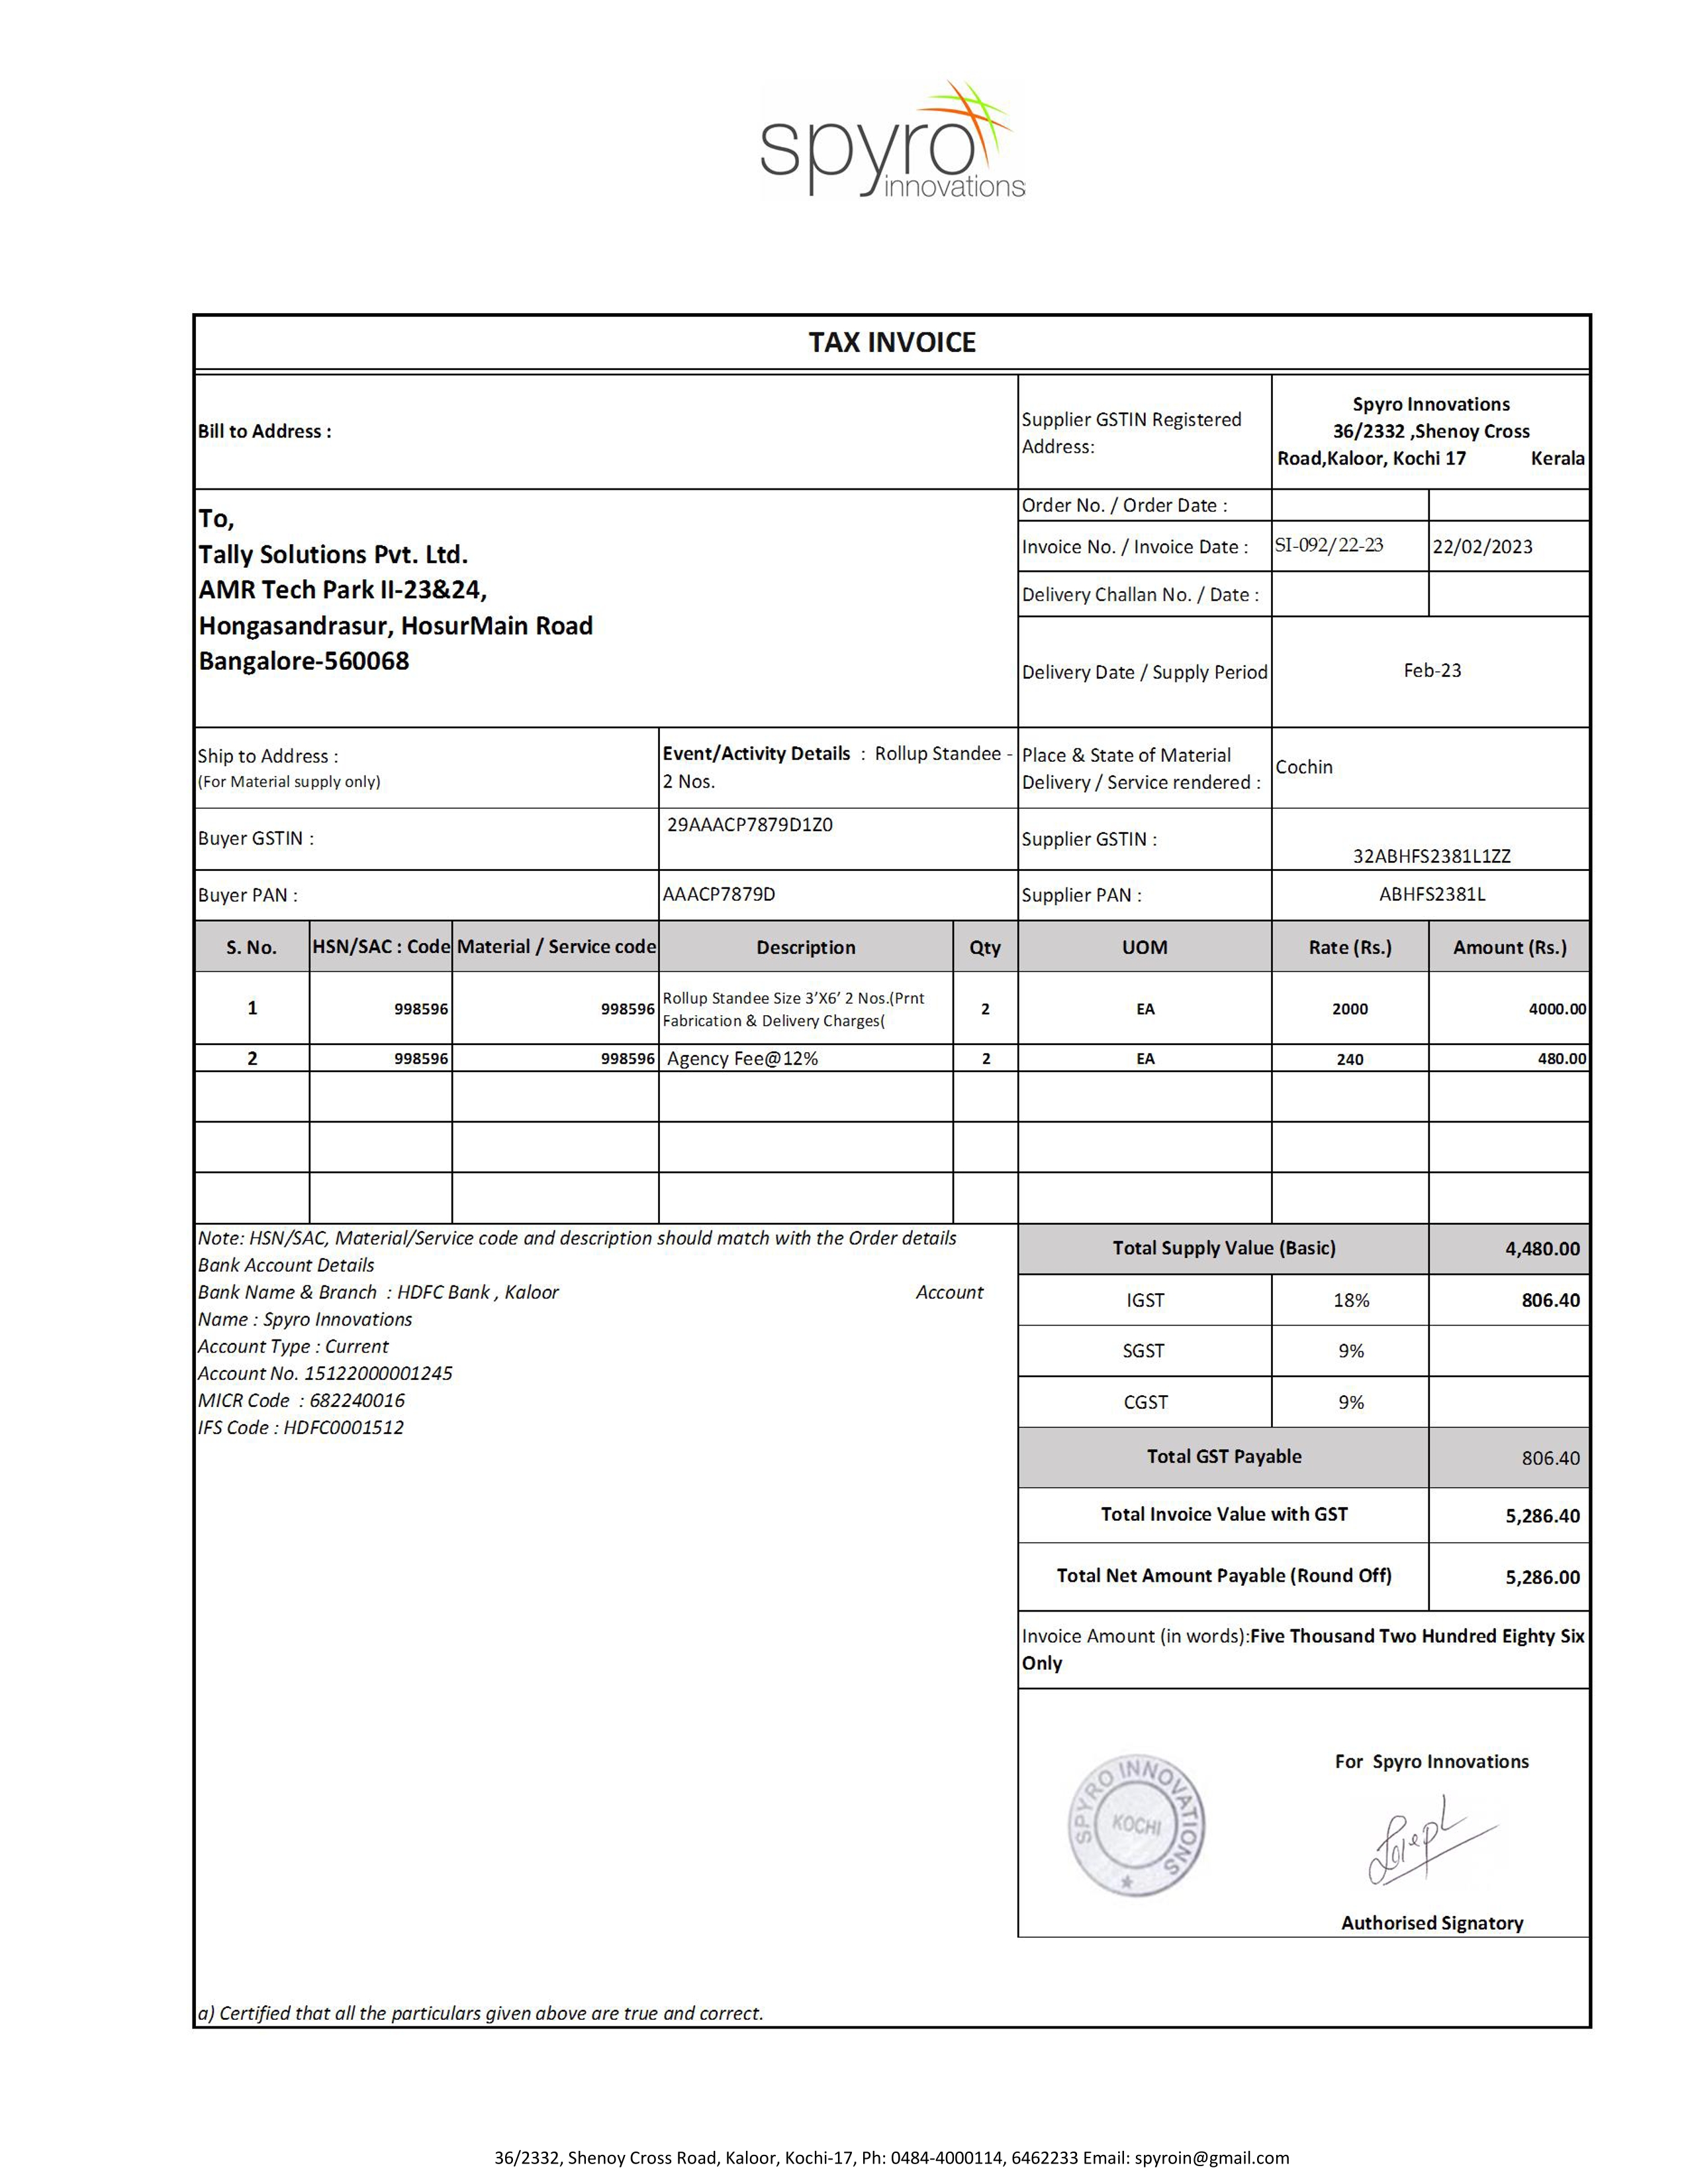 spyro
innovations
TAX INVOICE
Bill to Address :
Supplier GSTIN Registered
Address:
Spyro Innovations
36/2332 ,Shenoy Cross
Road,Kaloor, Kochi 17 Kerala
To,
Tally Solutions Pvt. Ltd.
AMR Tech Park II-23&24,
Hongasandrasur, HosurMain Road
Bangalore-560068
Order No. / Order Date :
Invoice No. / Invoice Date : SI-092/22-23 22/02/2023
Delivery Challan No. / Date :
Delivery Date / Supply Period Feb-23
Ship to Address :
(For Material supply only)
Event/Activity Details : Rollup Standee -
2 Nos.
Place & State of Material
Delivery / Service rendered :
Cochin
Buyer GSTIN : 29AAACP7879D1Z0 Supplier GSTIN : 32ABHFS2381L1ZZ
Buyer PAN : AAACP7879D Supplier PAN : ABHFS2381L
S. No. HSN/SAC : Code Material / Service code Description Qty UOM Rate (Rs.) Amount (Rs.)
1 998596 998596 Rollup Standee Size 3’X6’ 2 Nos.(Prnt
Fabrication & Delivery Charges( 2 EA 2000 4000.00
2 998596 998596 Agency Fee@12% 2 EA 240 480.00
Note: HSN/SAC, Material/Service code and description should match with the Order details
Bank Account Details
Bank Name & Branch : HDFC Bank , Kaloor Account
Name : Spyro Innovations
Account Type : Current
Account No. 15122000001245
MICR Code : 682240016
IFS Code : HDFC0001512
Total Supply Value (Basic) 4,480.00
IGST 18% 806.40
SGST 9%
CGST 9%
Total GST Payable 806.40
Total Invoice Value with GST 5,286.40
Total Net Amount Payable (Round Off) 5,286.00
Invoice Amount (in words):Five Thousand Two Hundred Eighty Six
Only
For Spyro Innovations
SPYRO INNOVATIONS
KOCHI
Authorised Signatory
a) Certified that all the particulars given above are true and correct.
36/2332, Shenoy Cross Road, Kaloor, Kochi-17, Ph: 0484-4000114, 6462233 Email: spyroin@gmail.com